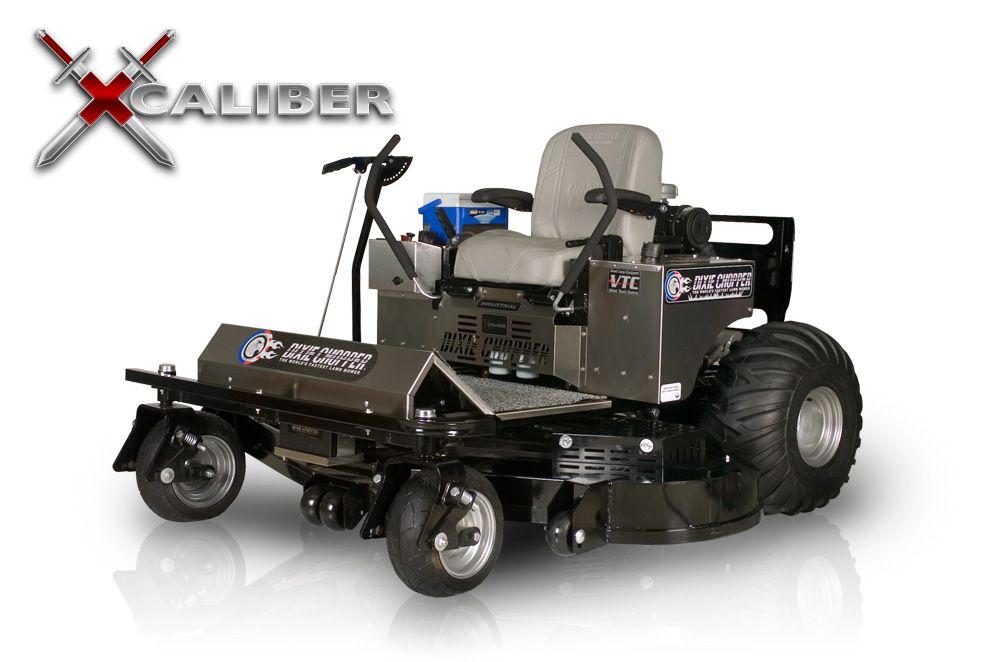 XCALIBER
DIXIE CHOPPER
THE WORLD'S FASTEST LAWN MOWER
VTC
DIXIE CHOPPER
THE WORLD'S FASTEST LAWN MOWER
INDUSTRIAL
XCALIBER
DIXIE CHOPPER